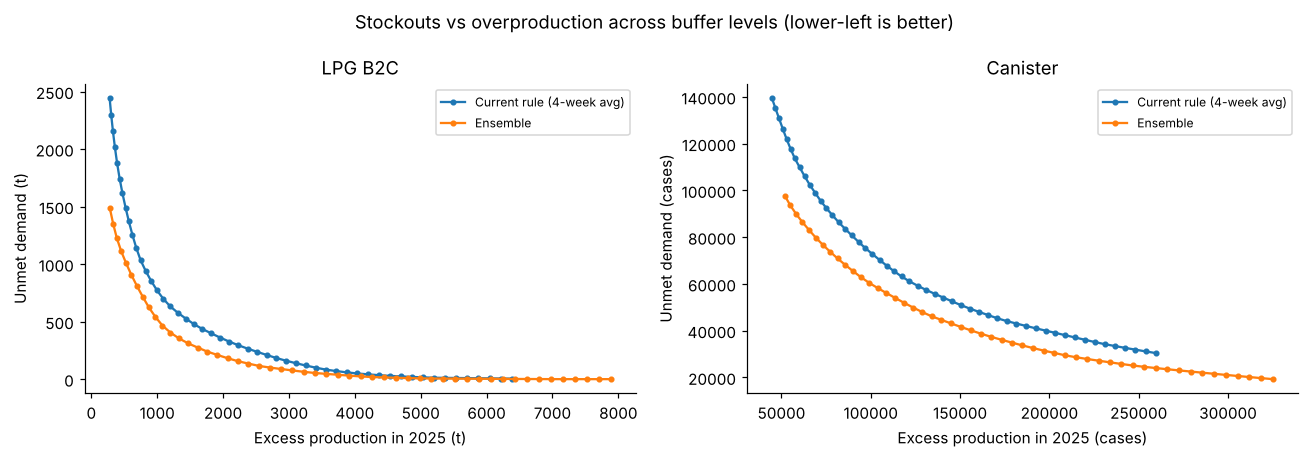 Stockouts vs overproduction across buffer levels (lower-left is better)
LPG B2C
2500
2000
1500
1000
500
0
Unmet demand (t)
Current rule (4-week avg)
Ensemble
0 1000 2000 3000 4000 5000 6000 7000 8000
Excess production in 2025 (t)
Canister
140000
120000
100000
80000
60000
40000
20000
Unmet demand (cases)
Current rule (4-week avg)
Ensemble
50000 100000 150000 200000 250000 300000
Excess production in 2025 (cases)